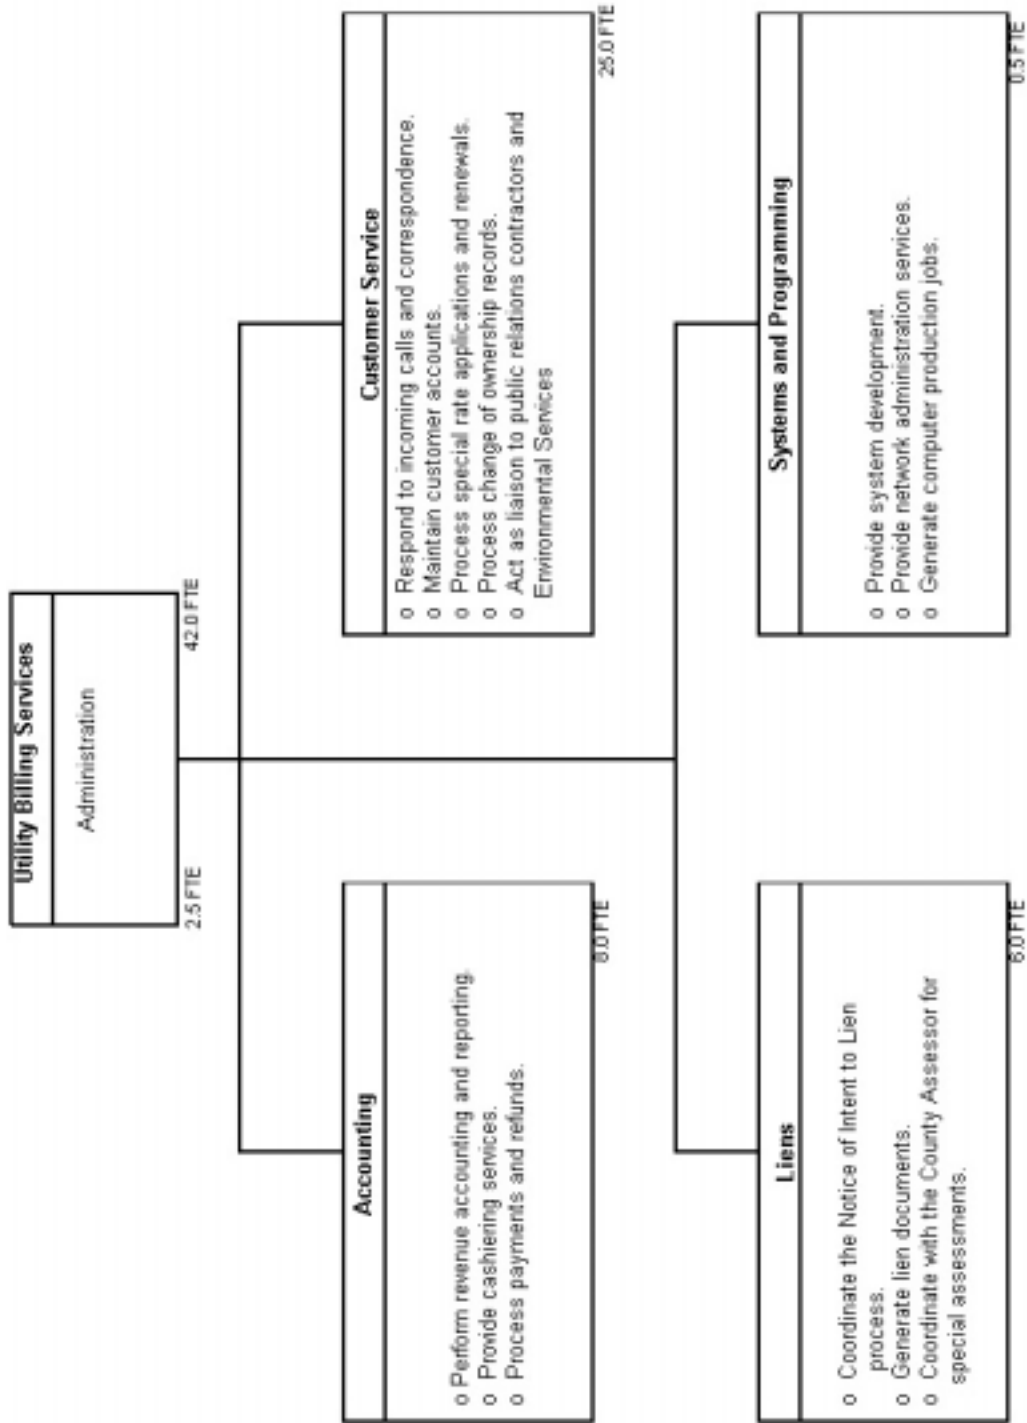 Utility Billing Services
Administration
2.5 FTE
42.0 FTE
Accounting
o Perform revenue accounting and reporting.
o Provide cashiering services.
o Process payments and refunds.
8.0 FTE
Customer Service
o Respond to incoming calls and correspondence.
o Maintain customer accounts.
o Process special rate applications and renewals.
o Process change of ownership records.
o Act as liaison to public relations contractors and
Environmental Services
25.0 FTE
Liens
o Coordinate the Notice of Intent to Lien
process.
o Generate lien documents.
o Coordinate with the County Assessor for
special assessments.
6.0 FTE
Systems and Programming
o Provide system development.
o Provide network administration services.
o Generate computer production jobs.
0.5 FTE